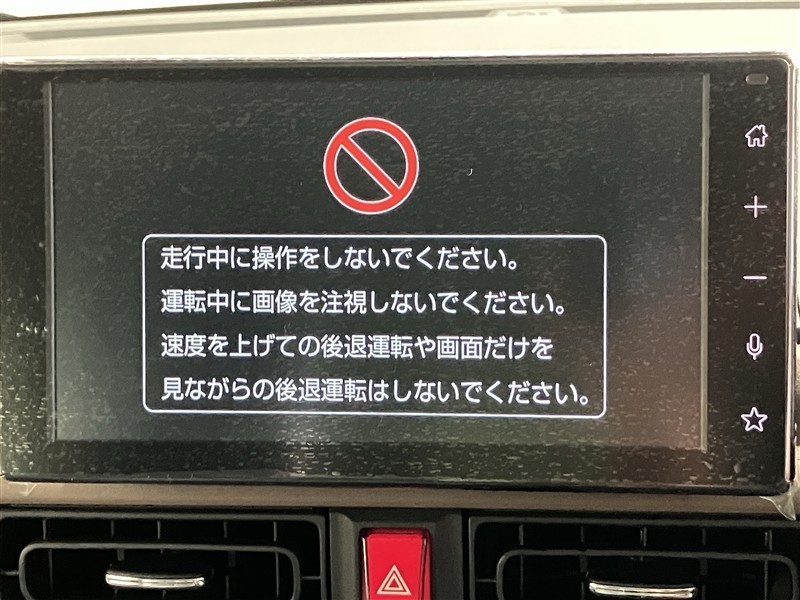 走行中に操作をしないでください。
運転中に画像を注視しないでください。
速度を上げての後退運転や画面だけを
見ながらの後退運転はしないでください。